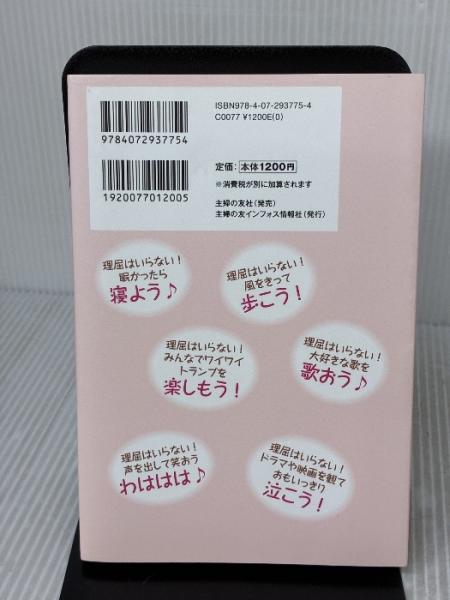 ISBN978-4-07-293775-4
C0077 ¥1200E(0)
9784072937754
定価：本体1200円
※消費税が別に加算されます
1920077012005
主婦の友社（発売）
主婦の友インフォス情報社（発行）
理屈はいらない！
眠かったら
寝よう♪
理屈はいらない！
風をきって
歩こう！
理屈はいらない！
みんなでワイワイ
トランプを
楽しもう！
理屈はいらない！
大好きな歌を
歌おう♪
理屈はいらない！
声を出して笑おう
わははは♪
理屈はいらない！
ドラマや映画を観て
おもいっきり
泣こう！